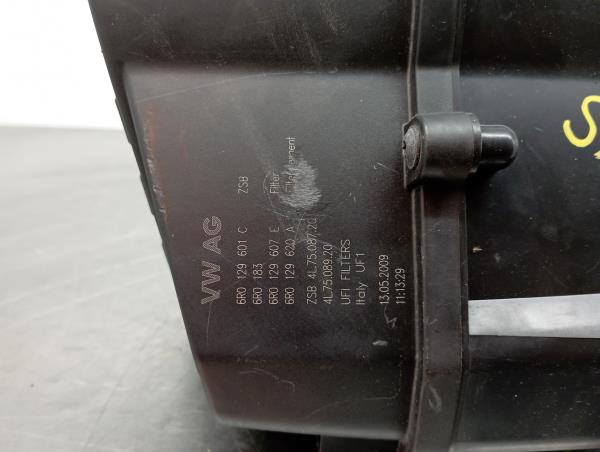 VW AG
6R0 129 601 C ZSB
6R0 183
6R0 129 607 E Filter
6R0 129 620 A
ZSB 4L75.087.20
4L75.089.20
UFI FILTERS
Italy UF1
13.05.2009
11:13:29